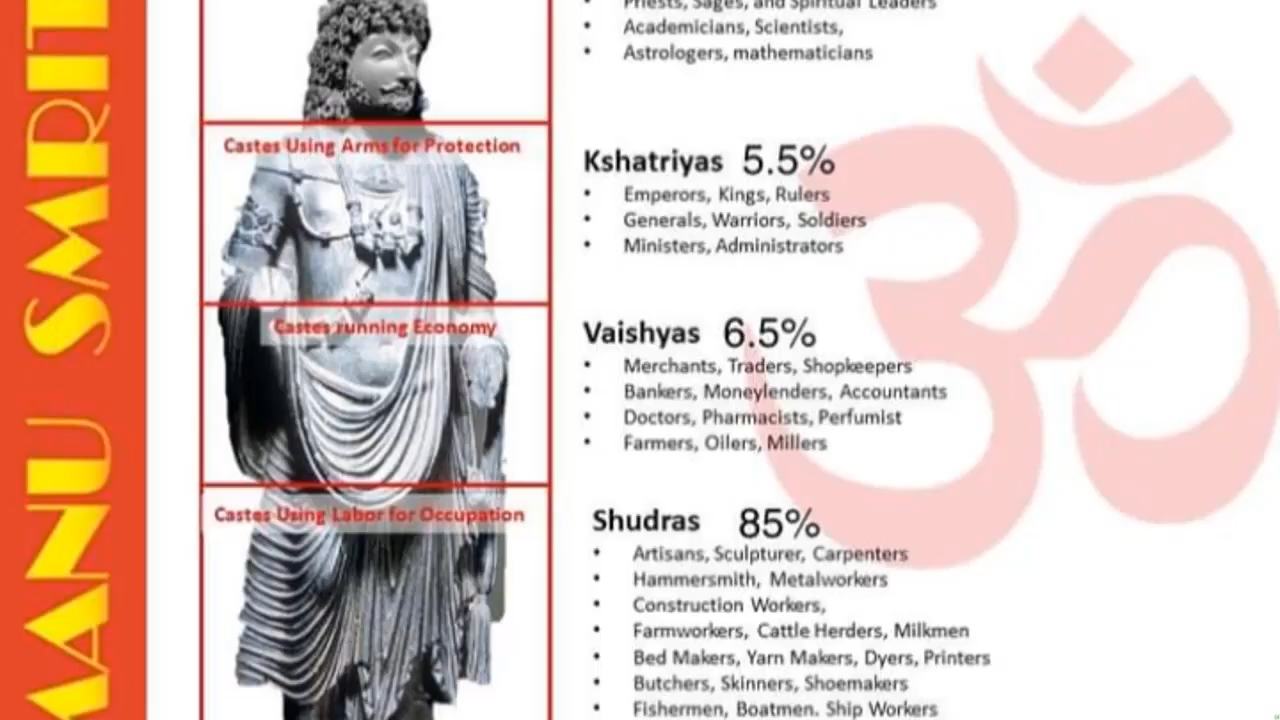 MANU SMRITI
Priests, Sages, and Spiritual Leaders
• Academicians, Scientists,
• Astrologers, mathematicians
Castes Using Arms for Protection
Kshatriyas 5.5%
• Emperors, Kings, Rulers
• Generals, Warriors, Soldiers
• Ministers, Administrators
Castes running Economy
Vaishyas 6.5%
• Merchants, Traders, Shopkeepers
• Bankers, Moneylenders, Accountants
• Doctors, Pharmacists, Perfumist
• Farmers, Oilers, Millers
Castes Using Labor for Occupation
Shudras 85%
• Artisans, Sculpturer, Carpenters
• Hammersmith, Metalworkers
• Construction Workers,
• Farmworkers, Cattle Herders, Milkmen
• Bed Makers, Yarn Makers, Dyers, Printers
• Butchers, Skinners, Shoemakers
• Fishermen, Boatmen. Ship Workers
ॐ